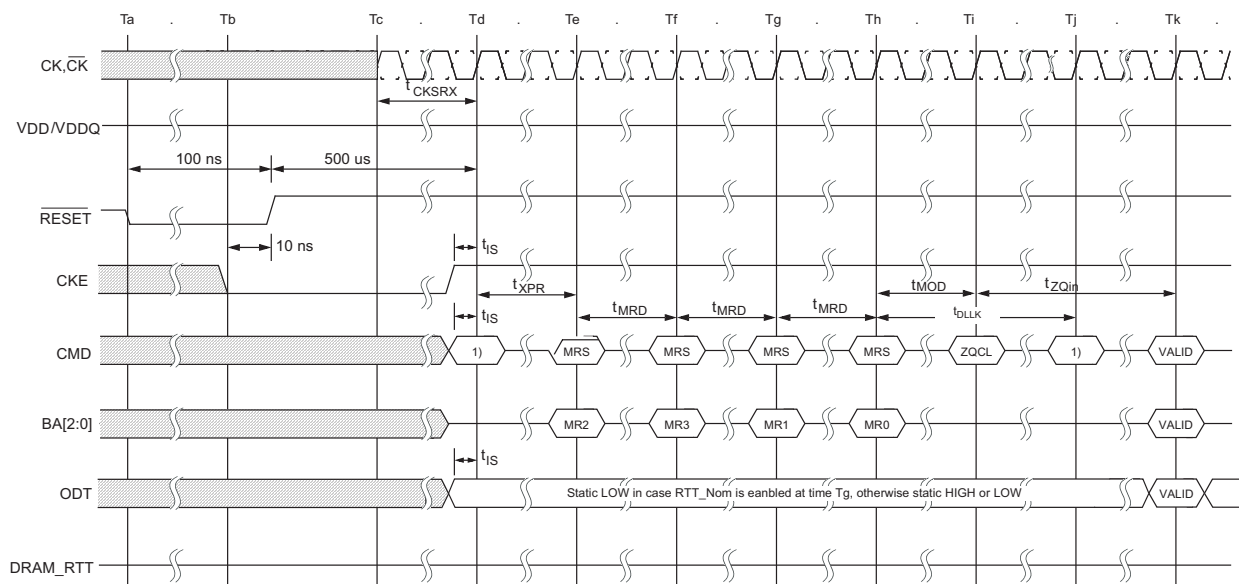 Ta . Tb . Tc . Td . Te . Tf . Tg . Th . Ti . Tj . Tk .
CK,CK
tCKSRX
VDD/VDDQ
100 ns 500 us
RESET
10 ns tIS
CKE
tXPR tMOD tZQin
tIS tMRD tMRD tMRD tDLLK
CMD 1) MRS MRS MRS MRS ZQCL 1) VALID
BA[2:0] MR2 MR3 MR1 MR0 VALID
tIS
ODT Static LOW in case RTT_Nom is eanbled at time Tg, otherwise static HIGH or LOW VALID
DRAM_RTT